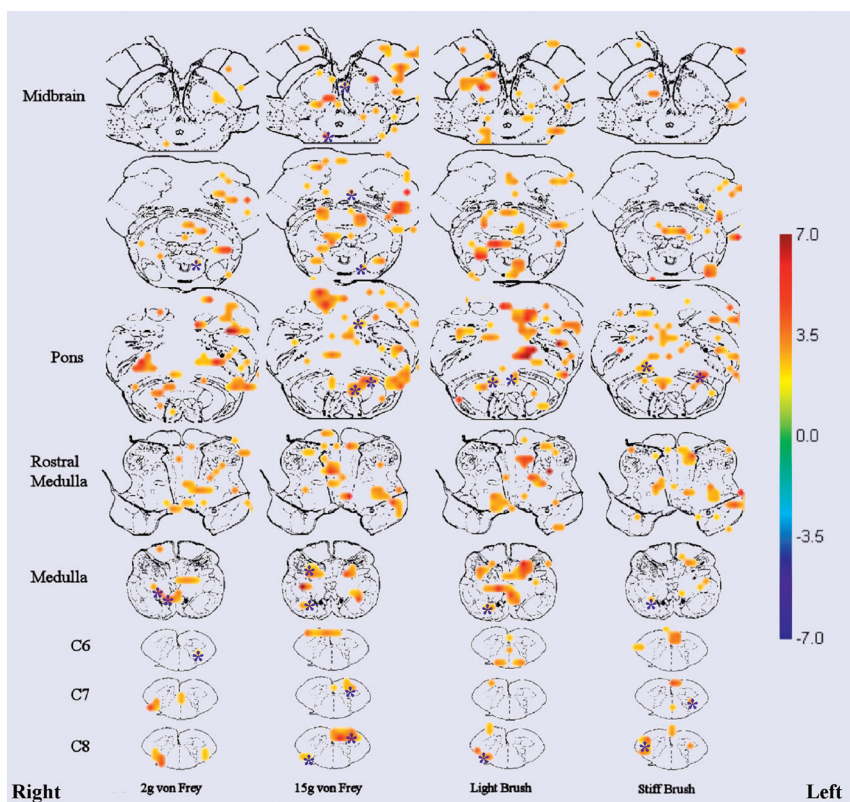 Midbrain
7.0
3.5
Pons
0.0
Rostral
Medulla
-3.5
Medulla
-7.0
C6
C7
C8
Right
2g von Frey
15g von Frey
Light Brush
Stiff Brush
Left